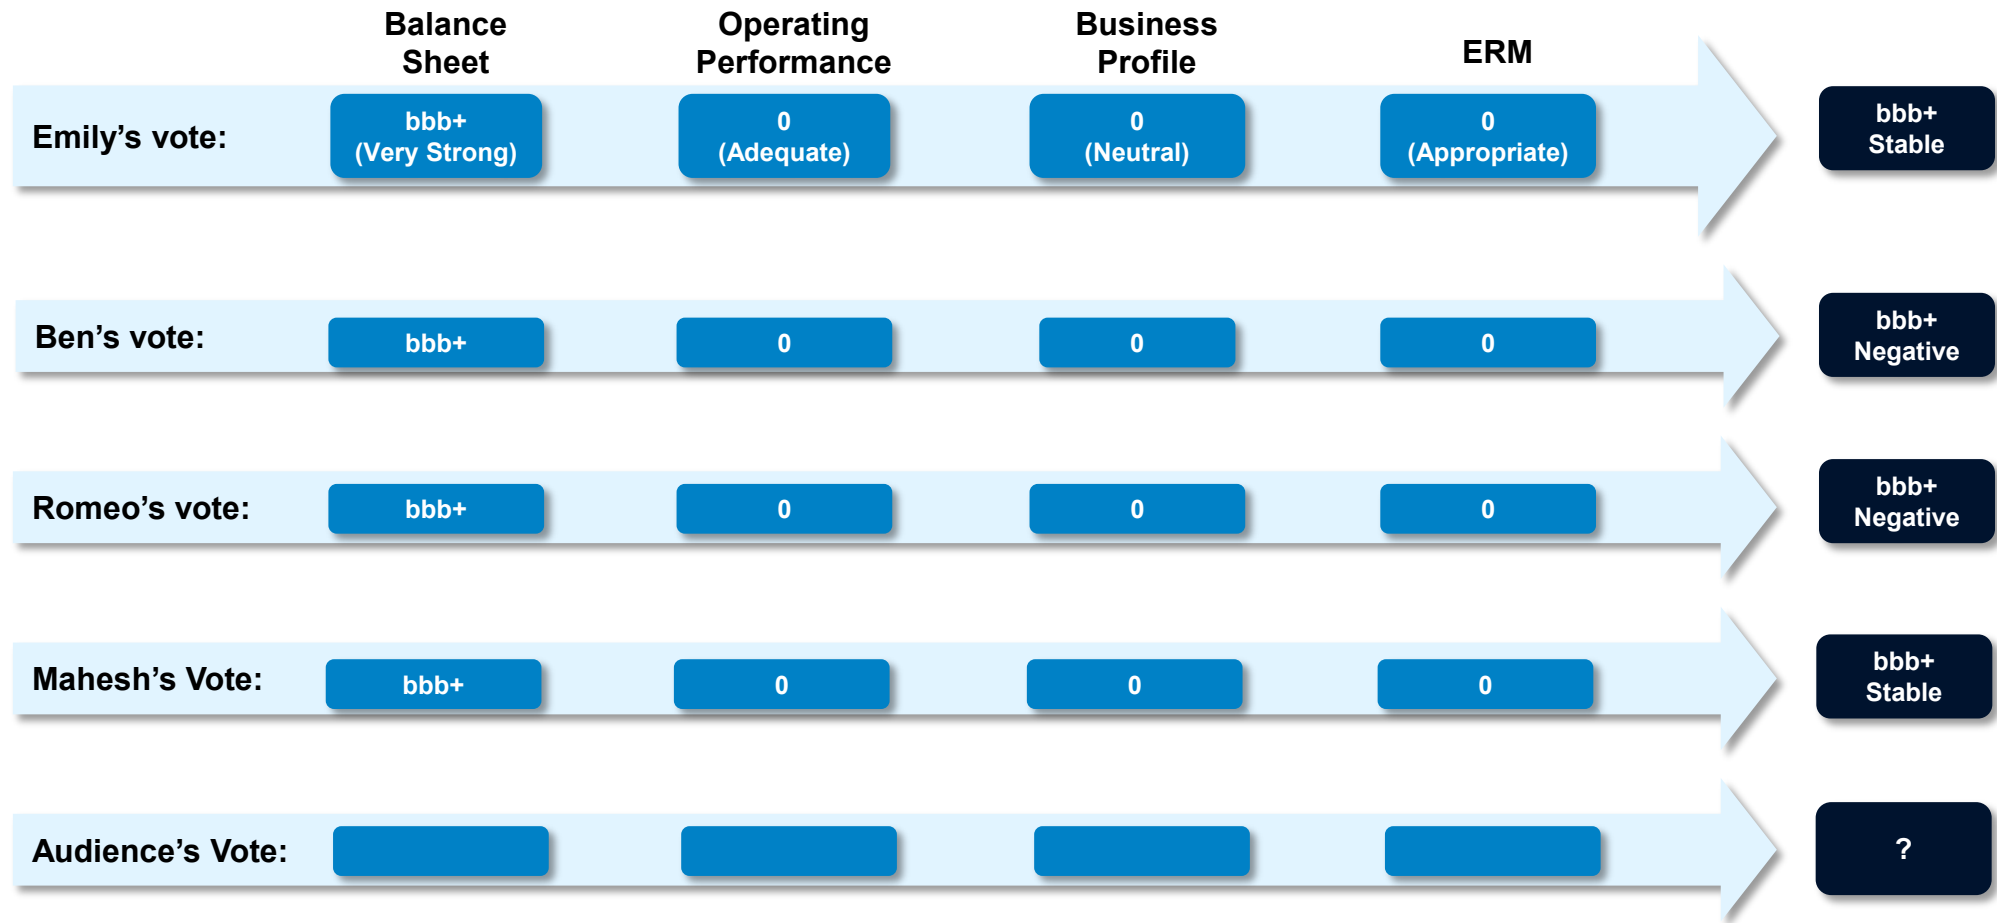 Balance
Sheet
Operating
Performance
Business
Profile
ERM
Emily’s vote:
bbb+
(Very Strong)
0
(Adequate)
0
(Neutral)
0
(Appropriate)
bbb+
Stable
Ben’s vote:
bbb+
0
0
0
bbb+
Negative
Romeo’s vote:
bbb+
0
0
0
bbb+
Negative
Mahesh’s Vote:
bbb+
0
0
0
bbb+
Stable
Audience’s Vote:
?